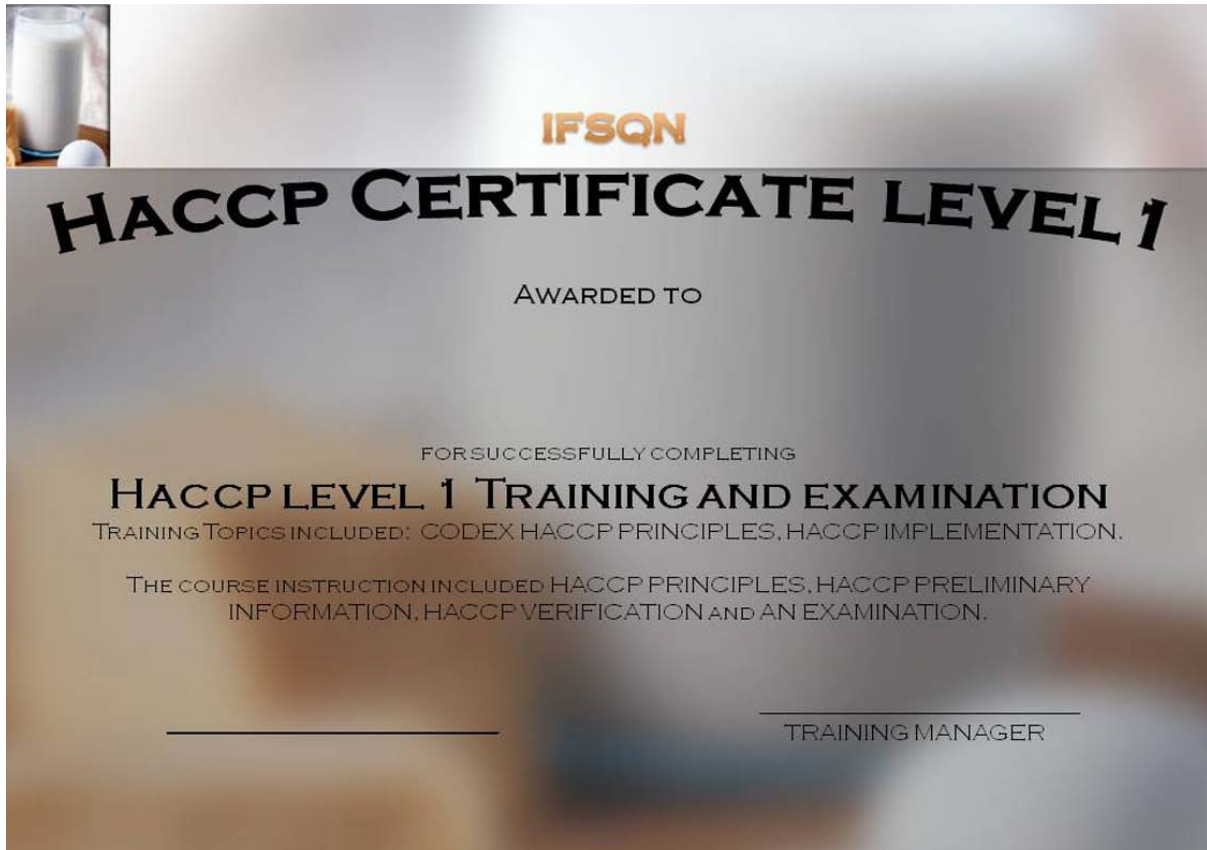 IFSQN
HACCP CERTIFICATE LEVEL 1
AWARDED TO
FOR SUCCESSFULLY COMPLETING
HACCP LEVEL 1 TRAINING AND EXAMINATION
TRAINING TOPICS INCLUDED: CODEX HACCP PRINCIPLES, HACCP IMPLEMENTATION.
THE COURSE INSTRUCTION INCLUDED HACCP PRINCIPLES, HACCP PRELIMINARY
INFORMATION, HACCP VERIFICATION AND AN EXAMINATION.
TRAINING MANAGER